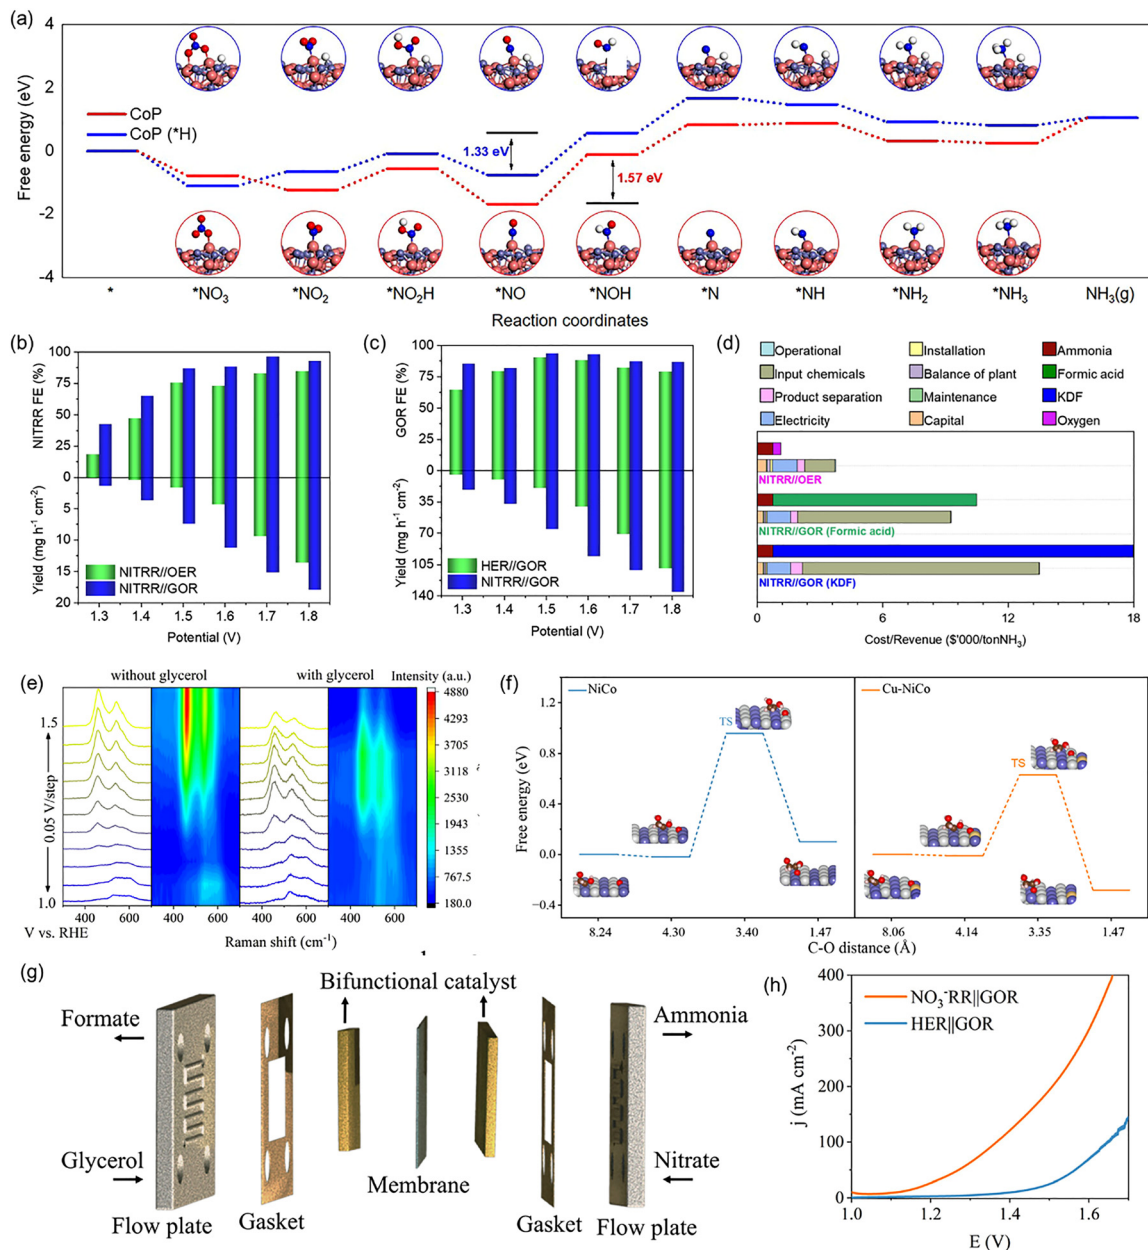 (a)
4
2
0
-2
-4
Free energy (eV)
CoP
CoP (*H)
1.33 eV
1.57 eV
* *NO₃ *NO₂ *NO₂H *NO *NOH *N *NH *NH₂ *NH₃ NH₃(g)
Reaction coordinates
(b)
100
75
50
25
0
5
10
15
20
NITRR FE (%)
Yield (mg h⁻¹ cm⁻²)
NITRR//OER
NITRR//GOR
1.3 1.4 1.5 1.6 1.7 1.8
Potential (V)
(c)
100
75
50
25
0
35
70
105
140
GOR FE (%)
Yield (mg h⁻¹ cm⁻²)
HER//GOR
NITRR//GOR
1.3 1.4 1.5 1.6 1.7 1.8
Potential (V)
(d)
Operational Installation Ammonia
Input chemicals Balance of plant Formic acid
Product separation Maintenance KDF
Electricity Capital Oxygen
NITRR//OER
NITRR//GOR (Formic acid)
NITRR//GOR (KDF)
0 6 12 18
Cost/Revenue ($'000/tonNH₃)
(e)
without glycerol with glycerol Intensity (a.u.)
1.5
0.05 V/step
1.0
4880
4293
3705
3118
2530
1943
1355
767.5
180.0
400 600 400 600 400 600 400 600
V vs. RHE
Raman shift (cm⁻¹)
(f)
NiCo
Cu-NiCo
TS
TS
1.2
0.8
0.4
0.0
-0.4
Free energy (eV)
8.24 4.30 3.40 1.47 8.06 4.14 3.35 1.47
C-O distance (Å)
(g)
Bifunctional catalyst
Formate
Ammonia
Glycerol
Nitrate
Membrane
Flow plate
Gasket
Gasket
Flow plate
(h)
400
300
200
100
0
j (mA cm⁻²)
NO₃⁻RR||GOR
HER||GOR
1.0 1.2 1.4 1.6
E (V)